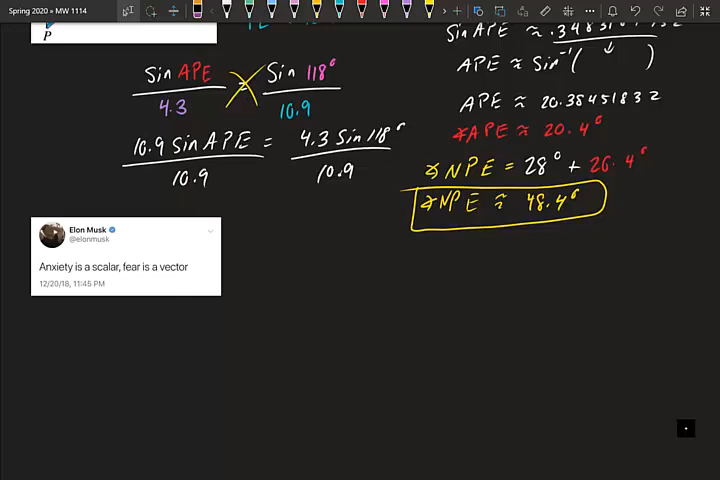 Spring 2020 » MW 1114
P
Sin APE / 4.3 = Sin 118° / 10.9
10.9 Sin APE / 10.9 = 4.3 Sin 118° / 10.9
Sin APE ≈
APE ≈ Sin⁻¹( )
APE ≈ 20.38451832
∢APE ≈ 20.4°
∢NPE = 28° + 20.4°
∢NPE ≈ 48.4°
Elon Musk
@elonmusk
Anxiety is a scalar, fear is a vector
12/20/18, 11:45 PM